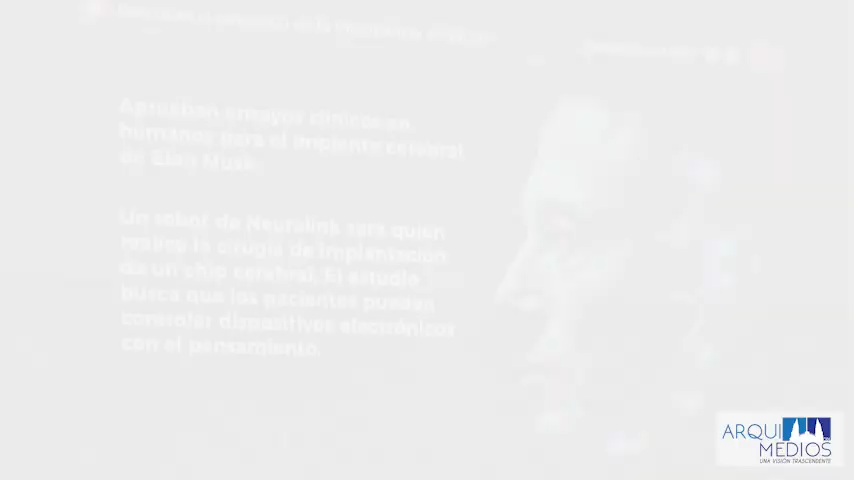 Aprueban ensayos clínicos en
humanos para el implante cerebral
de Elon Musk.
Un robot de Neuralink será quien
realice la cirugía de implantación
de un chip cerebral. El estudio
busca que los pacientes puedan
controlar dispositivos electrónicos
con el pensamiento.
ARQUI
MEDIOS
UNA VISIÓN TRASCENDENTE